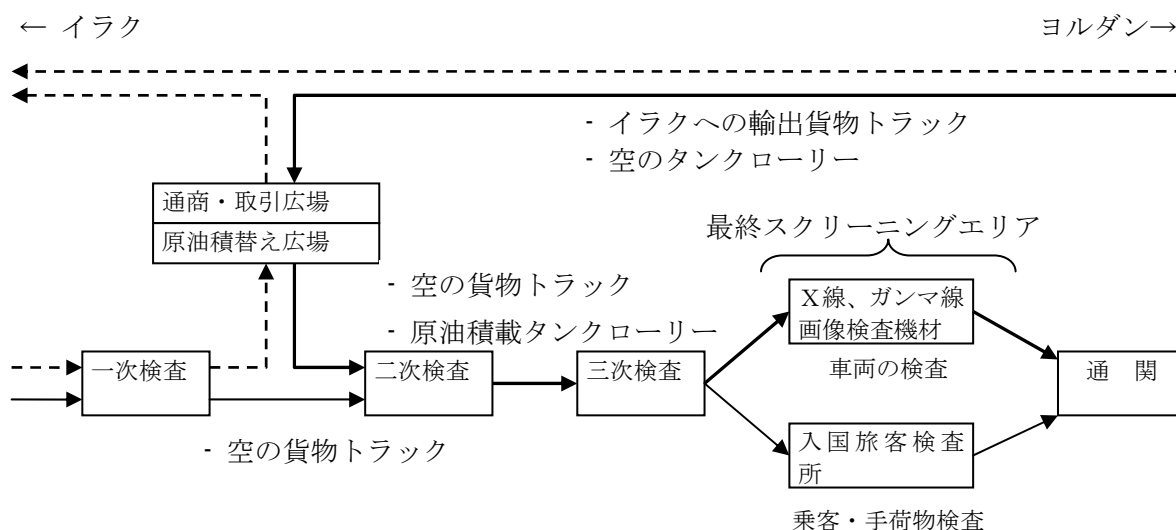 ← イラク
ヨルダン→
- イラクへの輸出貨物トラック
- 空のタンクローリー
通商・取引広場
原油積替え広場
最終スクリーニングエリア
- 空の貨物トラック
- 原油積載タンクローリー
X線、ガンマ線
画像検査機材
車両の検査
一次検査
二次検査
三次検査
通 関
- 空の貨物トラック
入国旅客検査
所
乗客・手荷物検査